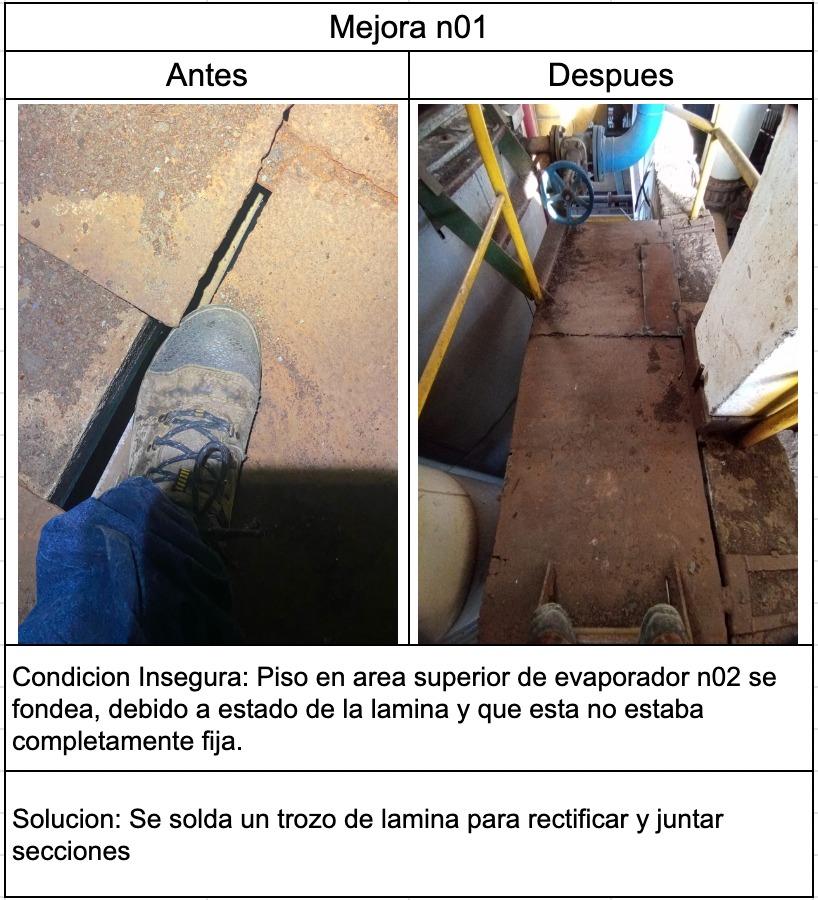 Mejora n01
Antes
Despues
Condicion Insegura: Piso en area superior de evaporador n02 se
fondea, debido a estado de la lamina y que esta no estaba
completamente fija.
Solucion: Se solda un trozo de lamina para rectificar y juntar
secciones